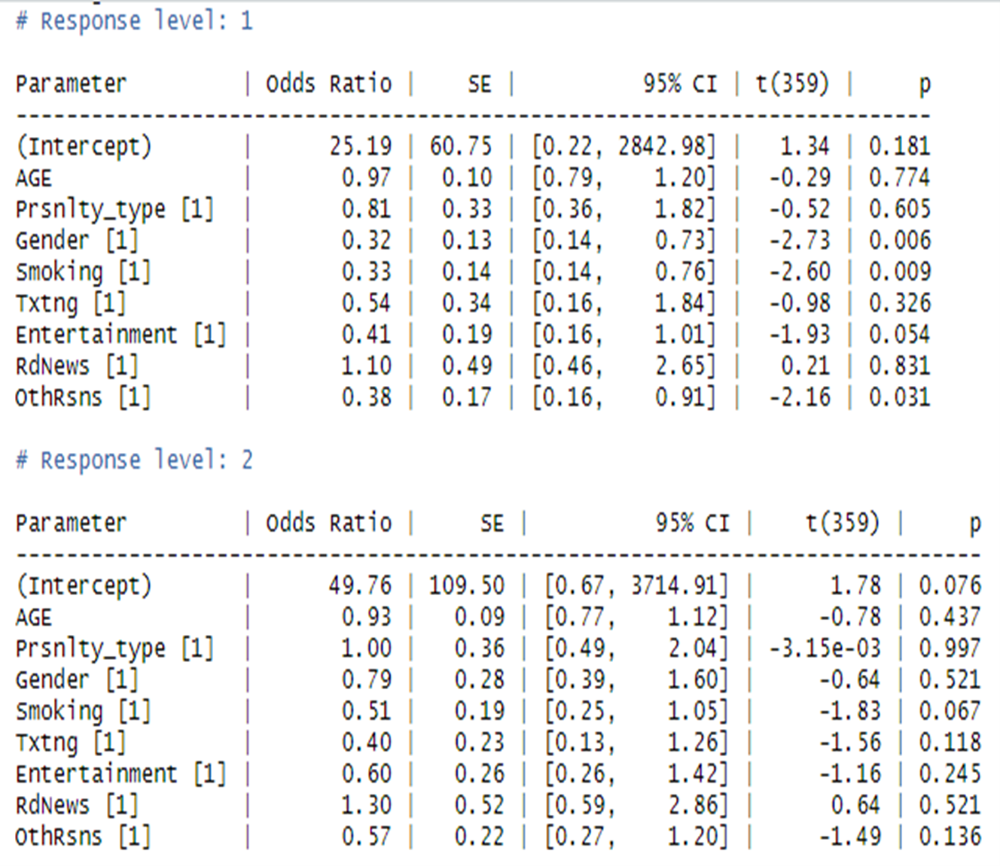 # Response level: 1
Parameter | Odds Ratio | SE | 95% CI | t(359) | p
---------------------------------------------------------------------------
(Intercept) | 25.19 | 60.75 | [0.22, 2842.98] | 1.34 | 0.181
AGE | 0.97 | 0.10 | [0.79, 1.20] | -0.29 | 0.774
Prsnlty_type [1] | 0.81 | 0.33 | [0.36, 1.82] | -0.52 | 0.605
Gender [1] | 0.32 | 0.13 | [0.14, 0.73] | -2.73 | 0.006
Smoking [1] | 0.33 | 0.14 | [0.14, 0.76] | -2.60 | 0.009
Txtng [1] | 0.54 | 0.34 | [0.16, 1.84] | -0.98 | 0.326
Entertainment [1] | 0.41 | 0.19 | [0.16, 1.01] | -1.93 | 0.054
RdNews [1] | 1.10 | 0.49 | [0.46, 2.65] | 0.21 | 0.831
OthRsns [1] | 0.38 | 0.17 | [0.16, 0.91] | -2.16 | 0.031
# Response level: 2
Parameter | Odds Ratio | SE | 95% CI | t(359) | p
-------------------------------------------------------------------------------
(Intercept) | 49.76 | 109.50 | [0.67, 3714.91] | 1.78 | 0.076
AGE | 0.93 | 0.09 | [0.77, 1.12] | -0.78 | 0.437
Prsnlty_type [1] | 1.00 | 0.36 | [0.49, 2.04] | -3.15e-03 | 0.997
Gender [1] | 0.79 | 0.28 | [0.39, 1.60] | -0.64 | 0.521
Smoking [1] | 0.51 | 0.19 | [0.25, 1.05] | -1.83 | 0.067
Txtng [1] | 0.40 | 0.23 | [0.13, 1.26] | -1.56 | 0.118
Entertainment [1] | 0.60 | 0.26 | [0.26, 1.42] | -1.16 | 0.245
RdNews [1] | 1.30 | 0.52 | [0.59, 2.86] | 0.64 | 0.521
OthRsns [1] | 0.57 | 0.22 | [0.27, 1.20] | -1.49 | 0.136